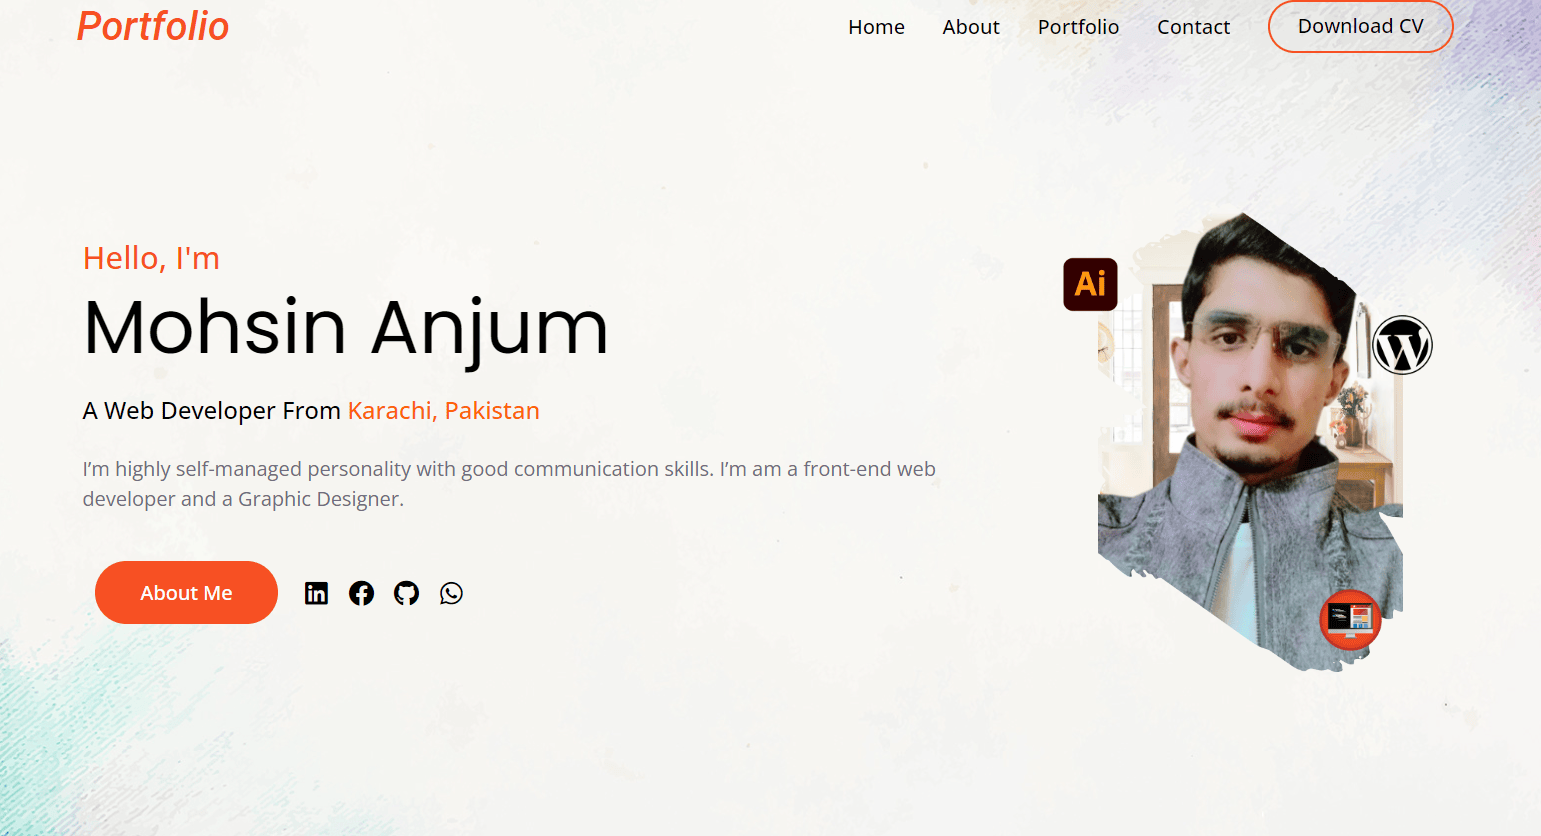 Portfolio
Home About Portfolio Contact Download CV
Hello, I'm
Mohsin Anjum
A Web Developer From Karachi, Pakistan
I’m highly self-managed personality with good communication skills. I’m am a front-end web
developer and a Graphic Designer.
About Me
Ai
W